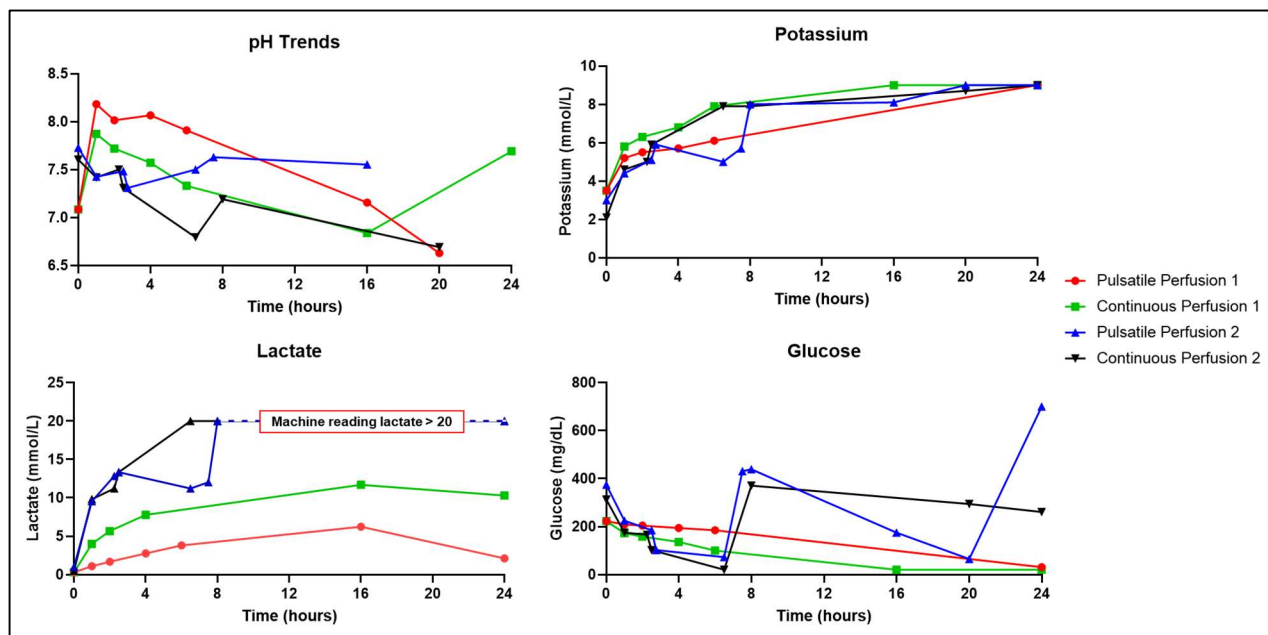 pH Trends
8.5
8.0
7.5
7.0
6.5
0 4 8 12 16 20 24
Time (hours)
Potassium
Potassium (mmol/L)
10
8
6
4
2
0
0 4 8 12 16 20 24
Time (hours)
Pulsatile Perfusion 1
Continuous Perfusion 1
Pulsatile Perfusion 2
Continuous Perfusion 2
Lactate
Lactate (mmol/L)
25
20
15
10
5
0
Machine reading lactate > 20
0 4 8 12 16 20 24
Time (hours)
Glucose
Glucose (mg/dL)
800
600
400
200
0
0 4 8 12 16 20 24
Time (hours)